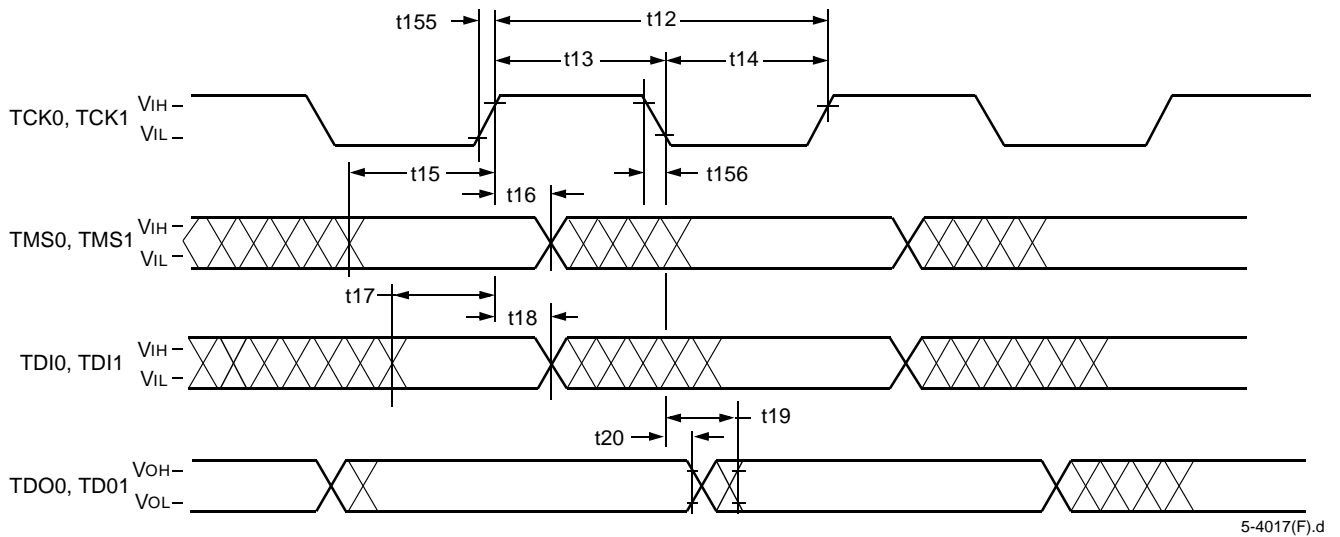 t155
t12
t13
t14
TCK0, TCK1
VIH
VIL
t15
t16
t156
TMS0, TMS1
VIH
VIL
t17
t18
TDI0, TDI1
VIH
VIL
t19
t20
TDO0, TD01
VOH
VOL
5-4017(F).d